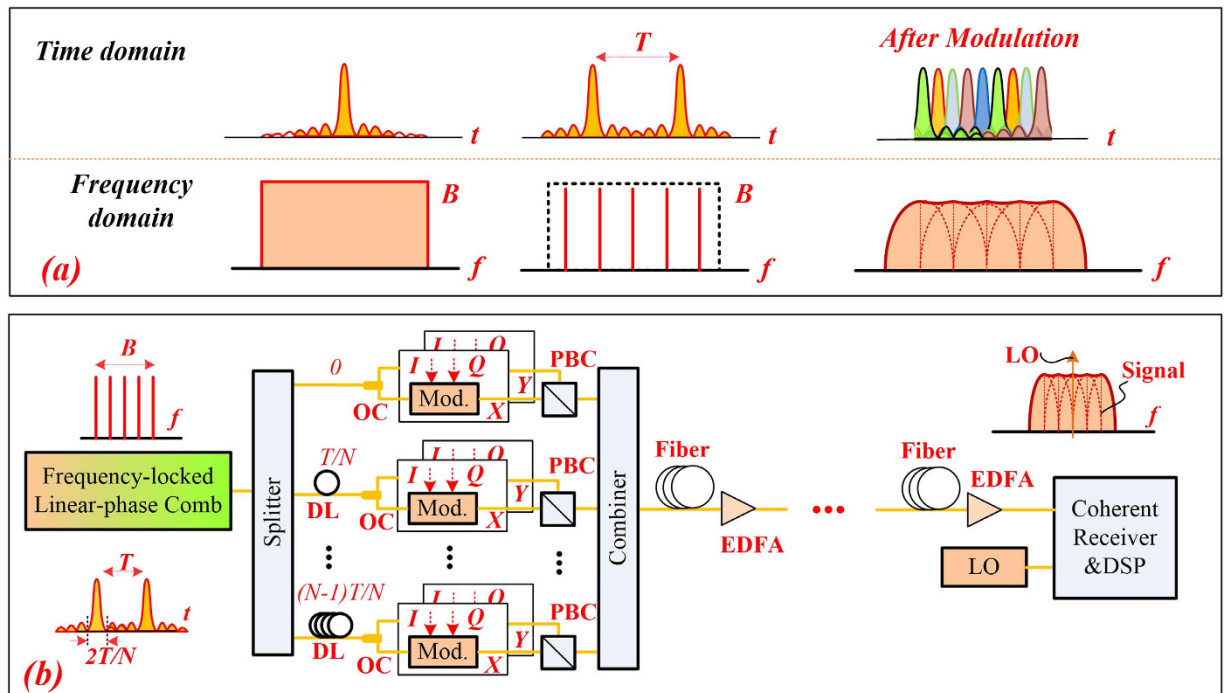 Time domain
T
After Modulation
t
t
t
Frequency
domain
B
B
f
f
f
(a)
B
f
Frequency-locked
Linear-phase Comb
T
t
2T/N
(b)
Splitter
0
OC
I
Q
I
Q
Mod.
Y
X
PBC
T/N
DL
OC
I
Q
I
Q
Mod.
Y
X
PBC
(N-1)T/N
DL
OC
I
Q
I
Q
Mod.
Y
X
PBC
Combiner
Fiber
EDFA
Fiber
EDFA
LO
Signal
f
LO
Coherent
Receiver
&DSP